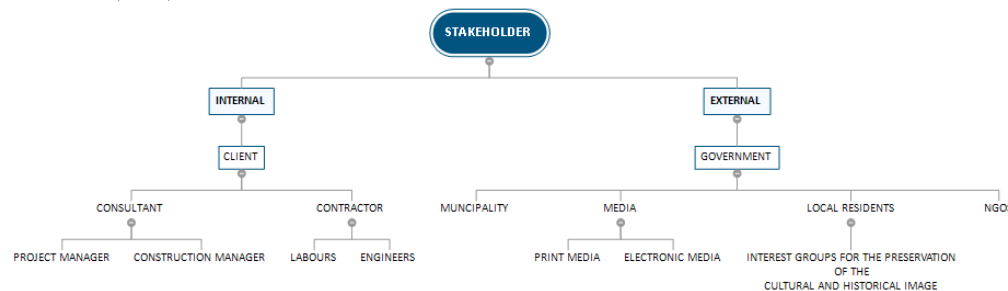 STAKEHOLDER
INTERNAL
EXTERNAL
CLIENT
GOVERNMENT
CONSULTANT
CONTRACTOR
MUNCIPALITY
MEDIA
LOCAL RESIDENTS
NGOS
PROJECT MANAGER
CONSTRUCTION MANAGER
LABOURS
ENGINEERS
PRINT MEDIA
ELECTRONIC MEDIA
INTEREST GROUPS FOR THE PRESERVATION
OF THE
CULTURAL AND HISTORICAL IMAGE